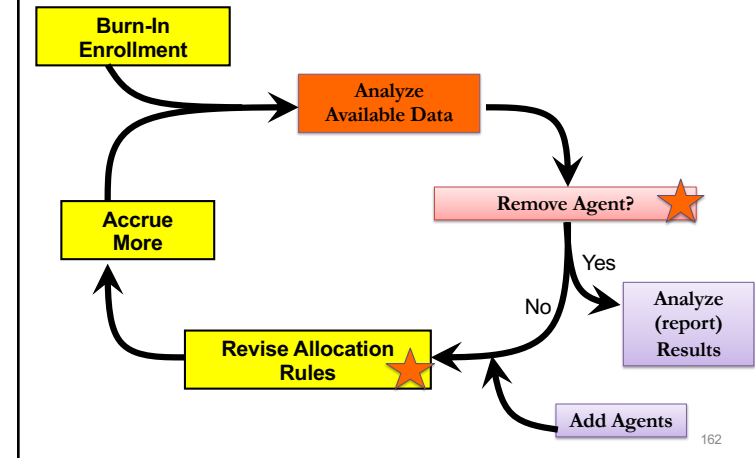 Burn-In
Enrollment
Analyze
Available Data
Remove Agent?
Accrue
More
Yes
No
Analyze
(report)
Results
Revise Allocation
Rules
Add Agents
162